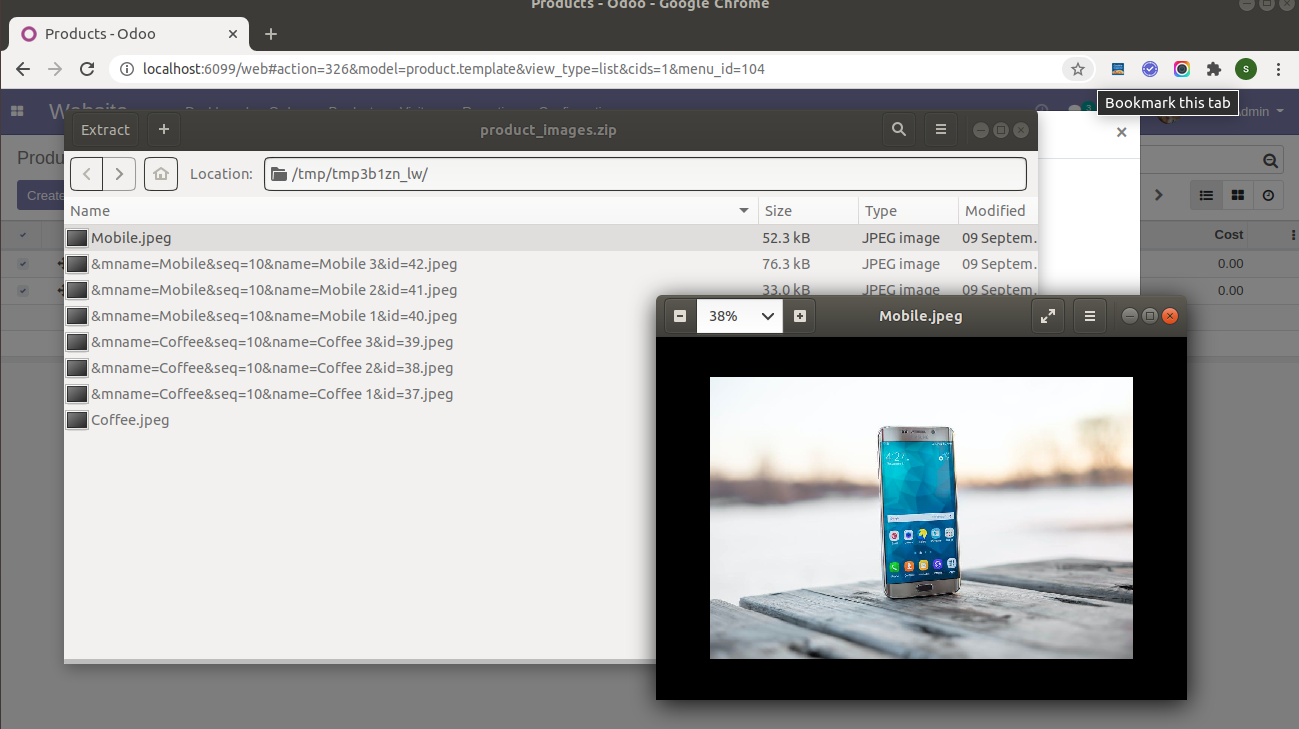 Products - Odoo - Google Chrome
Products - Odoo
localhost:6099/web#action=326&model=product.template&view_type=list&cids=1&menu_id=104
S
Bookmark this tab
Website
3
Extract
product_images.zip
Location:
/tmp/tmp3b1zn_lw/
Create
Name
Size
Type
Modified
Cost
Mobile.jpeg
52.3 kB
JPEG image
09 Septem.
&mname=Mobile&seq=10&name=Mobile 3&id=42.jpeg
76.3 kB
JPEG image
09 Septem.
0.00
&mname=Mobile&seq=10&name=Mobile 2&id=41.jpeg
33.0 kB
JPEG image
09 Septem.
0.00
&mname=Mobile&seq=10&name=Mobile 1&id=40.jpeg
&mname=Coffee&seq=10&name=Coffee 3&id=39.jpeg
&mname=Coffee&seq=10&name=Coffee 2&id=38.jpeg
&mname=Coffee&seq=10&name=Coffee 1&id=37.jpeg
Coffee.jpeg
38%
Mobile.jpeg
4:27